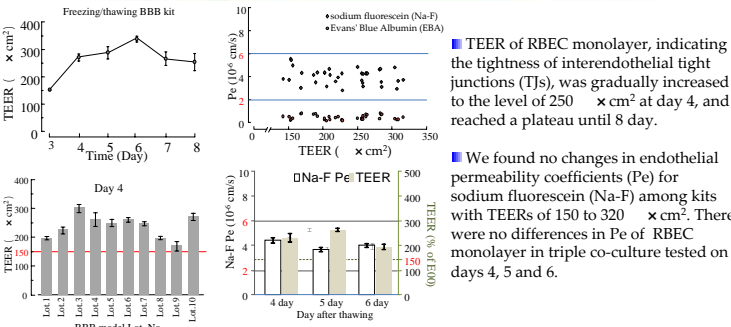 Freezing/thawing BBB kit
TEER ( × cm²)
400
300
200
100
0
3 4 5 6 7 8
Time (Day)
sodium fluorescein (Na-F)
Evans' Blue Albumin (EBA)
Pe (10⁻⁶ cm/s)
10
8
6
4
2
0
0 150 200 250 300 350
TEER ( × cm²)
Day 4
TEER ( × cm²)
400
300
200
150
100
0
Lot.1 Lot.2 Lot.3 Lot.4 Lot.5 Lot.6 Lot.7 Lot.8 Lot.9 Lot.10
Na-F Pe TEER
Na-F Pe (10⁻⁶ cm/s)
10
8
6
4
2
0
500
400
300
200
150
100
0
4 day 5 day 6 day
Day after thawing
TEER of RBEC monolayer, indicating
the tightness of interendothelial tight
junctions (TJs), was gradually increased
to the level of 250 × cm² at day 4, and
reached a plateau until 8 day.
We found no changes in endothelial
permeability coefficients (Pe) for
sodium fluorescein (Na-F) among kits
with TEERs of 150 to 320 × cm². There
were no differences in Pe of RBEC
monolayer in triple co-culture tested on
days 4, 5 and 6.